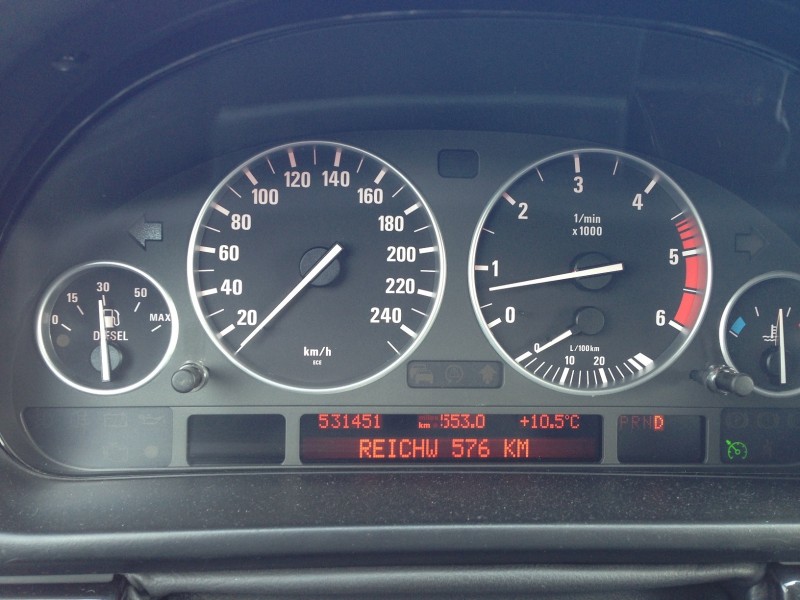 0 15 30 50 MAX
DIESEL
20 40 60 80 100 120 140 160 180 200 220 240
km/h
eco
0 1 2 3 4 5 6
1/min
x1000
0 10 20
L/100km
531451 km 553.0 +10.5°C
PRND
REICHW 576 KM